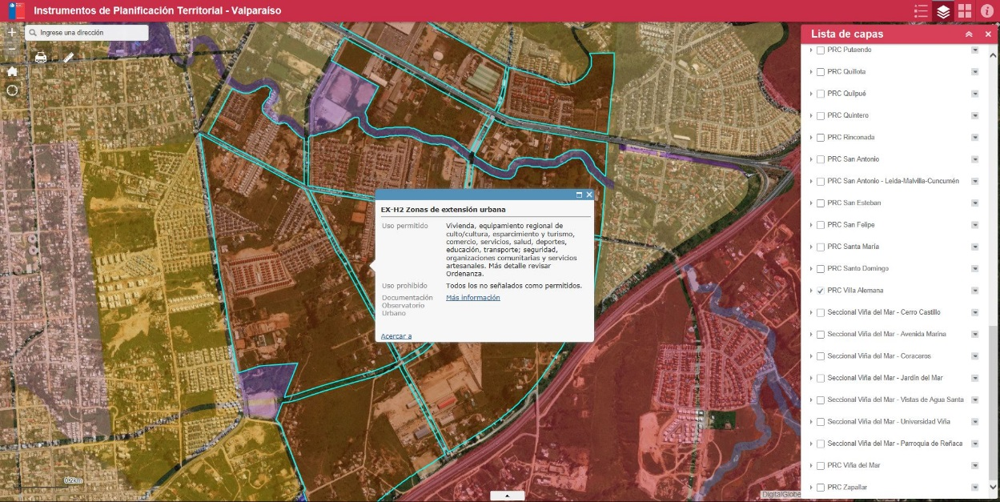 Instrumentos de Planificación Territorial - Valparaíso
Ingrese una dirección
EX-H2 Zonas de extensión urbana
Uso permitido
Vivienda, equipamiento regional de
culto/cultura, esparcimiento y turismo,
comercio, servicios, salud, deportes,
educación, transporte; seguridad,
organizaciones comunitarias y servicios
artesanales. Más detalle revisar
Ordenanza.
Uso prohibido
Todos los no señalados como permitidos.
Documentación
Observatorio
Urbano
Más información
Acercar a
0.2km
DigitalGlobe
Lista de capas
PRC Putaendo
PRC Quillota
PRC Quilpué
PRC Quintero
PRC Rinconada
PRC San Antonio
PRC San Antonio - Leida-Malvilla-Cuncumén
PRC San Esteban
PRC San Felipe
PRC Santa María
PRC Santo Domingo
PRC Villa Alemana
Seccional Viña del Mar - Cerro Castillo
Seccional Viña del Mar - Avenida Marina
Seccional Viña del Mar - Coraceros
Seccional Viña del Mar - Jardín del Mar
Seccional Viña del Mar - Vistas de Agua Santa
Seccional Viña del Mar - Universidad Viña
Seccional Viña del Mar - Parroquia de Reñaca
PRC Viña del Mar
PRC Zapallar